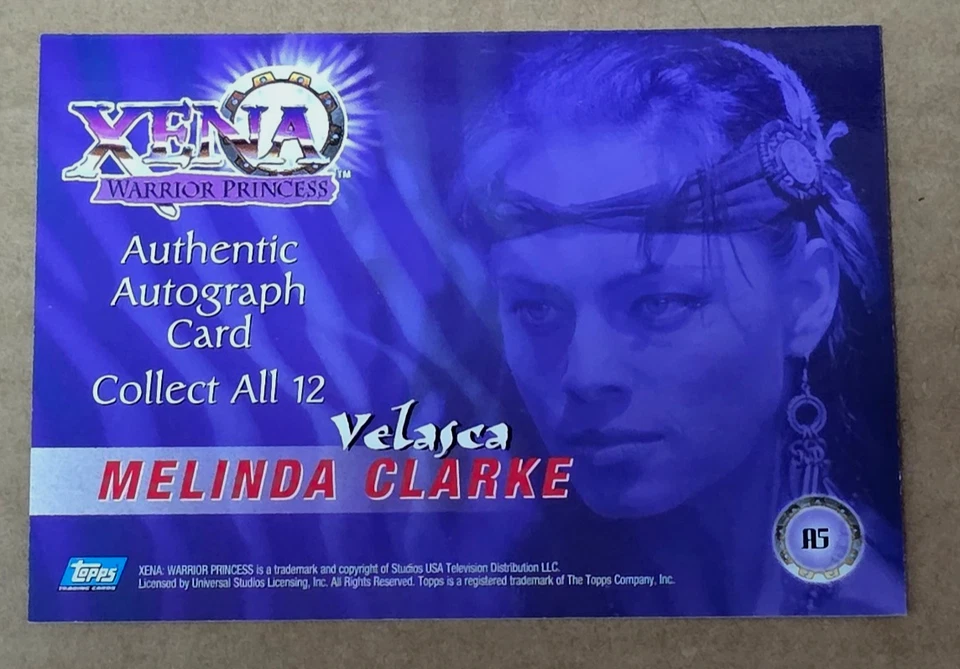 XENA
WARRIOR PRINCESS™
Authentic
Autograph
Card
Collect All 12
Velasca
MELINDA CLARKE
A5
topps
TRADING CARDS
XENA: WARRIOR PRINCESS is a trademark and copyright of Studios USA Television Distribution LLC.
Licensed by Universal Studios Licensing, Inc. All Rights Reserved. Topps is a registered trademark of The Topps Company, Inc.